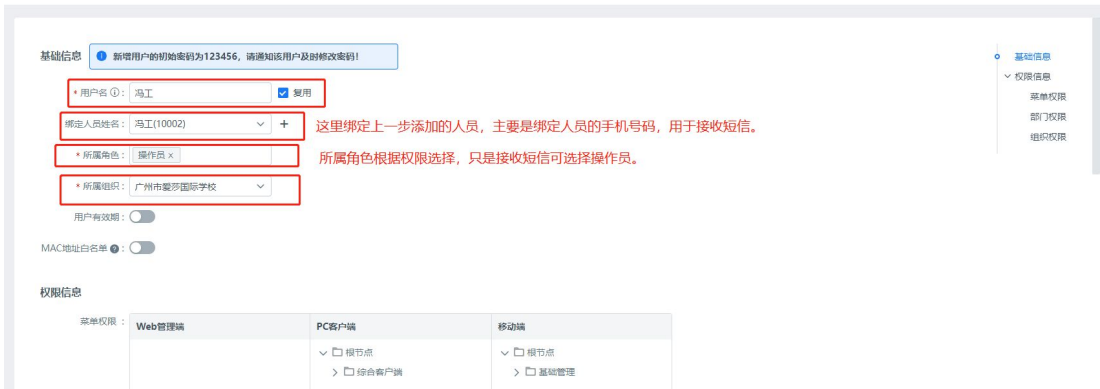 基础信息 新增用户的初始密码为123456，请通知该用户及时修改密码！
* 用户名: 冯工 复用
绑定人员姓名: 冯工(10002) +
这里绑定上一步添加的人员，主要是绑定人员的手机号码，用于接收短信。
* 所属角色: 操作员 ×
所属角色根据权限选择，只是接收短信可选择操作员。
* 所属组织: 广州市爱莎国际学校
用户有效期:
MAC地址白名单:
权限信息
菜单权限 : Web管理端 PC客户端 移动端
根节点 根节点
综合客户端 基础管理
基础信息
权限信息
菜单权限
部门权限
组织权限